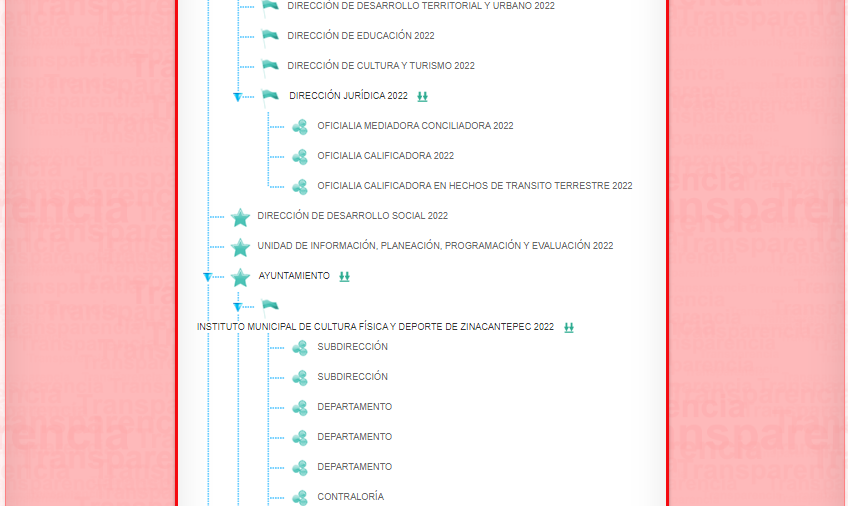 DIRECCIÓN DE DESARROLLO TERRITORIAL Y URBANO 2022
DIRECCIÓN DE EDUCACIÓN 2022
DIRECCIÓN DE CULTURA Y TURISMO 2022
DIRECCIÓN JURÍDICA 2022
OFICIALIA MEDIADORA CONCILIADORA 2022
OFICIALIA CALIFICADORA 2022
OFICIALIA CALIFICADORA EN HECHOS DE TRANSITO TERRESTRE 2022
DIRECCIÓN DE DESARROLLO SOCIAL 2022
UNIDAD DE INFORMACIÓN, PLANEACIÓN, PROGRAMACIÓN Y EVALUACIÓN 2022
AYUNTAMIENTO
INSTITUTO MUNICIPAL DE CULTURA FÍSICA Y DEPORTE DE ZINACANTEPEC 2022
SUBDIRECCIÓN
SUBDIRECCIÓN
DEPARTAMENTO
DEPARTAMENTO
DEPARTAMENTO
CONTRALORÍA